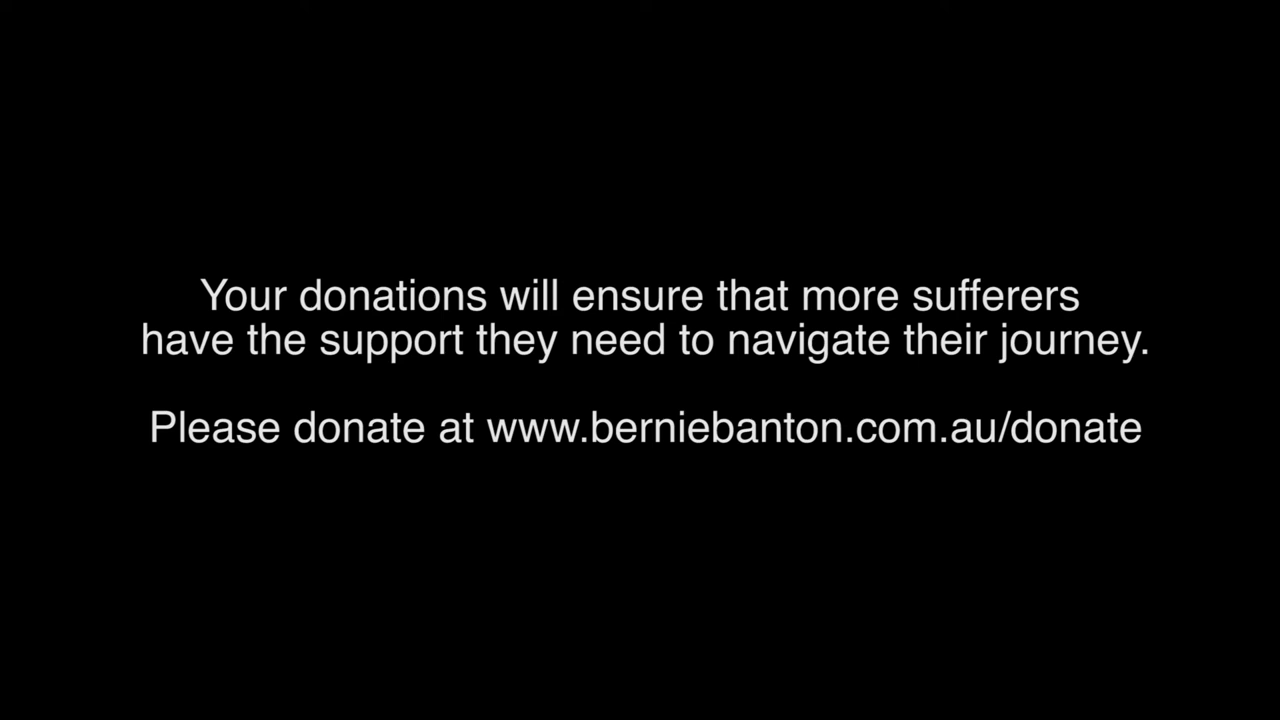 Your donations will ensure that more sufferers
have the support they need to navigate their journey.
Please donate at www.berniebanton.com.au/donate